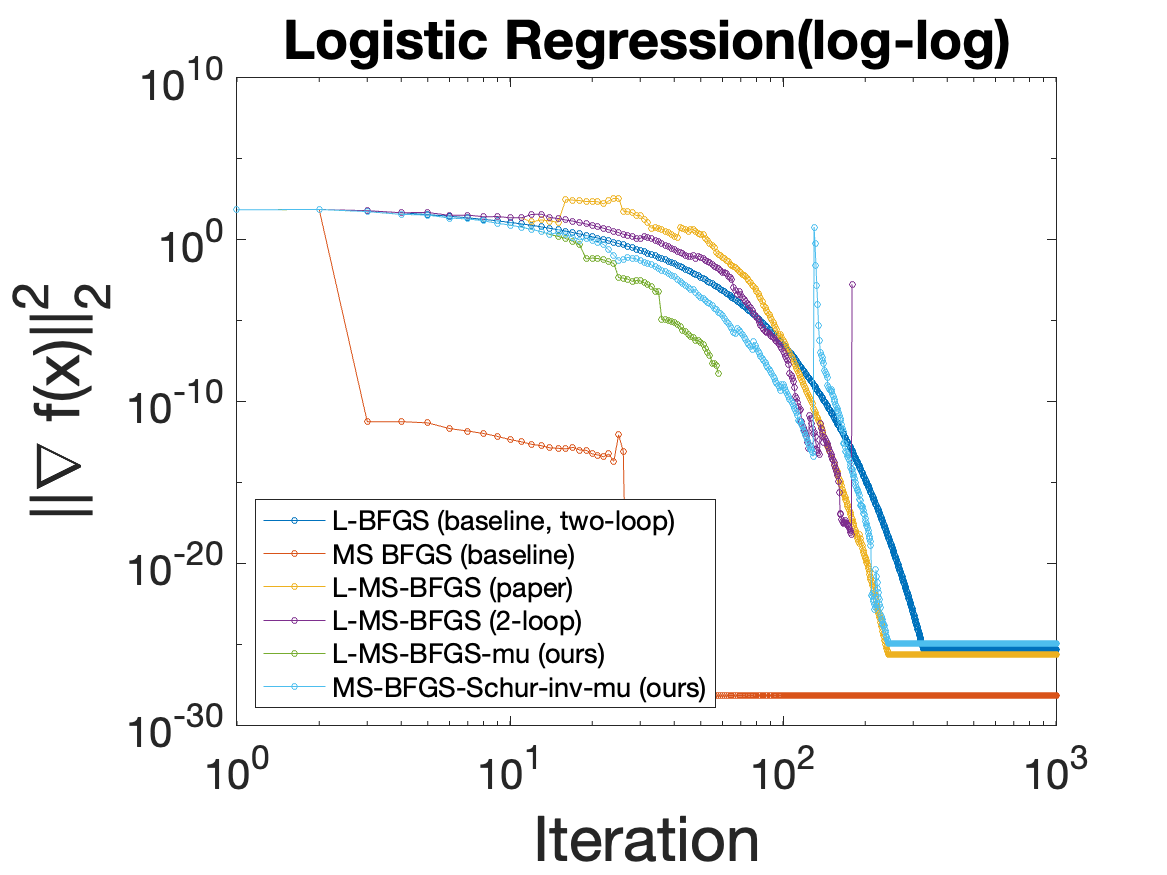 Logistic Regression(log-log)
10^10
10^0
10^-10
10^-20
10^-30
||∇ f(x)||_2^2
L-BFGS (baseline, two-loop)
MS BFGS (baseline)
L-MS-BFGS (paper)
L-MS-BFGS (2-loop)
L-MS-BFGS-mu (ours)
MS-BFGS-Schur-inv-mu (ours)
10^0 10^1 10^2 10^3
Iteration